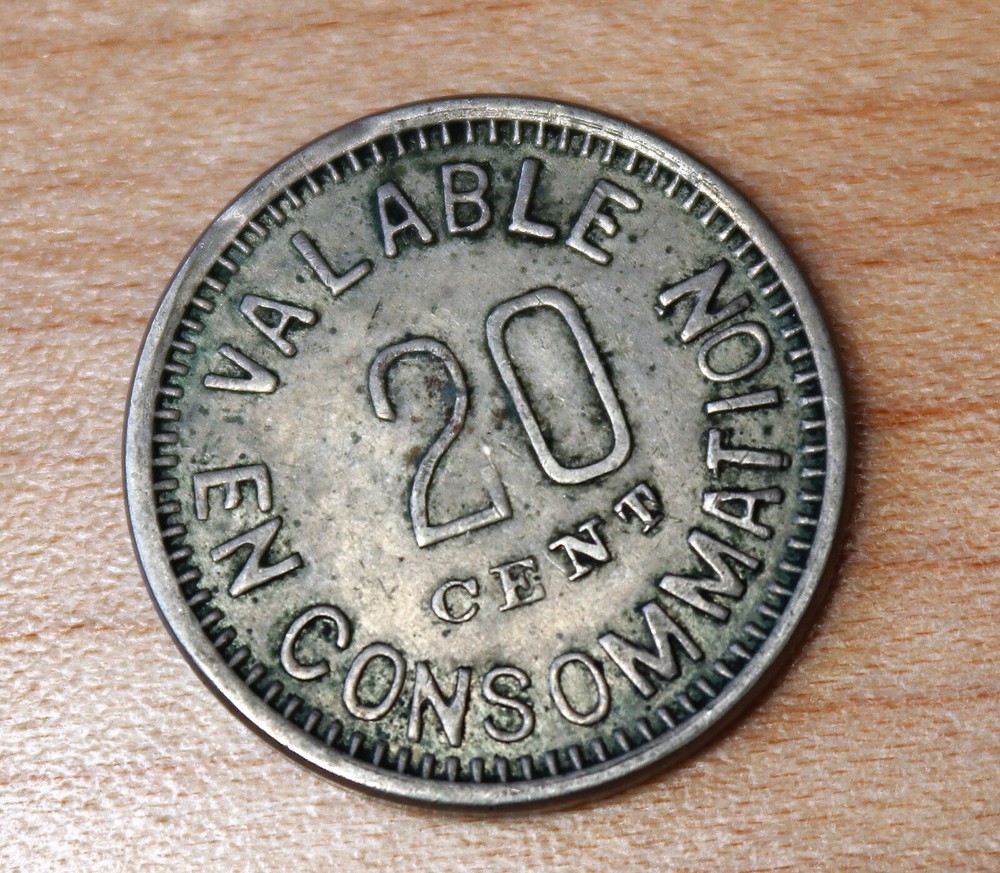 VALABLE
20
CENT
EN CONSOMMATION